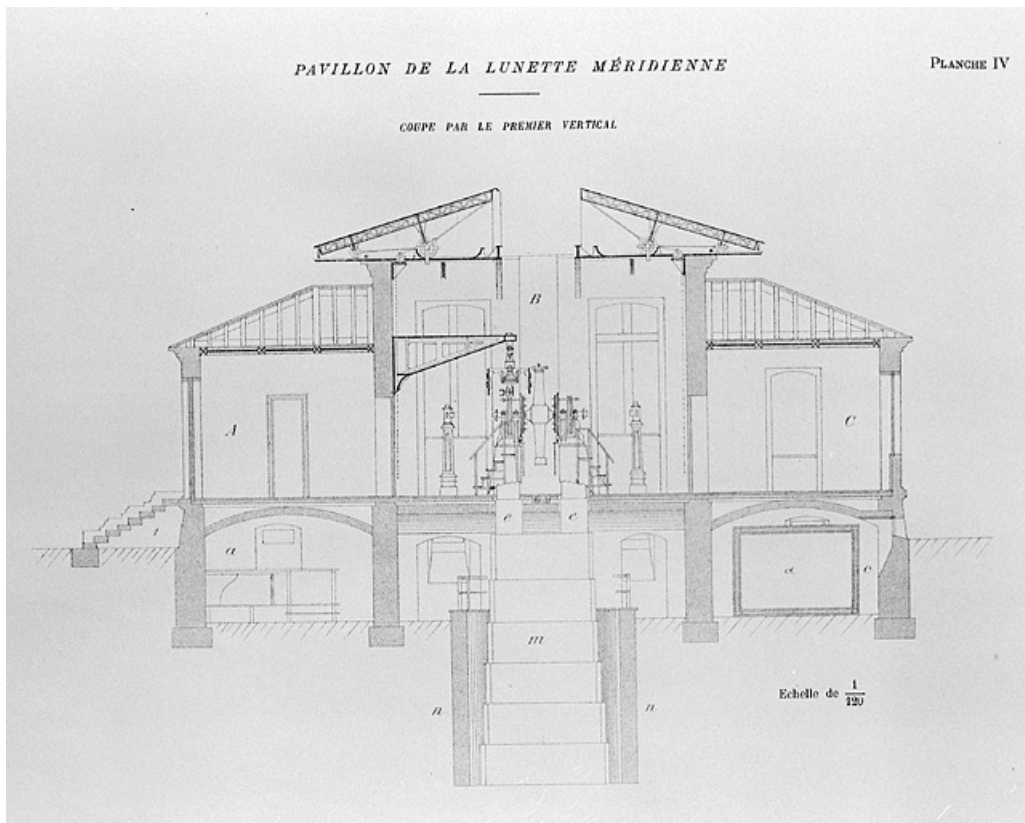 PAVILLON DE LA LUNETTE MÉRIDIENNE
PLANCHE IV
COUPE PAR LE PREMIER VERTICAL
B
A
C
e
e
t
a
α
c
m
n
n
Echelle de 1/120